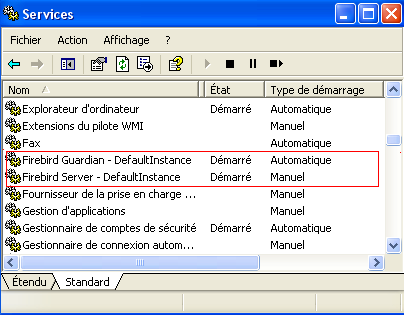 Services
Fichier Action Affichage ?
Nom État Type de démarrage
Explorateur d'ordinateur Démarré Automatique
Extensions du pilote WMI Manuel
Fax Automatique
Firebird Guardian - DefaultInstance Démarré Automatique
Firebird Server - DefaultInstance Démarré Manuel
Fournisseur de la prise en charge ... Manuel
Gestion d'applications Manuel
Gestionnaire de comptes de sécurité Démarré Automatique
Gestionnaire de connexion autom... Manuel
Étendu Standard